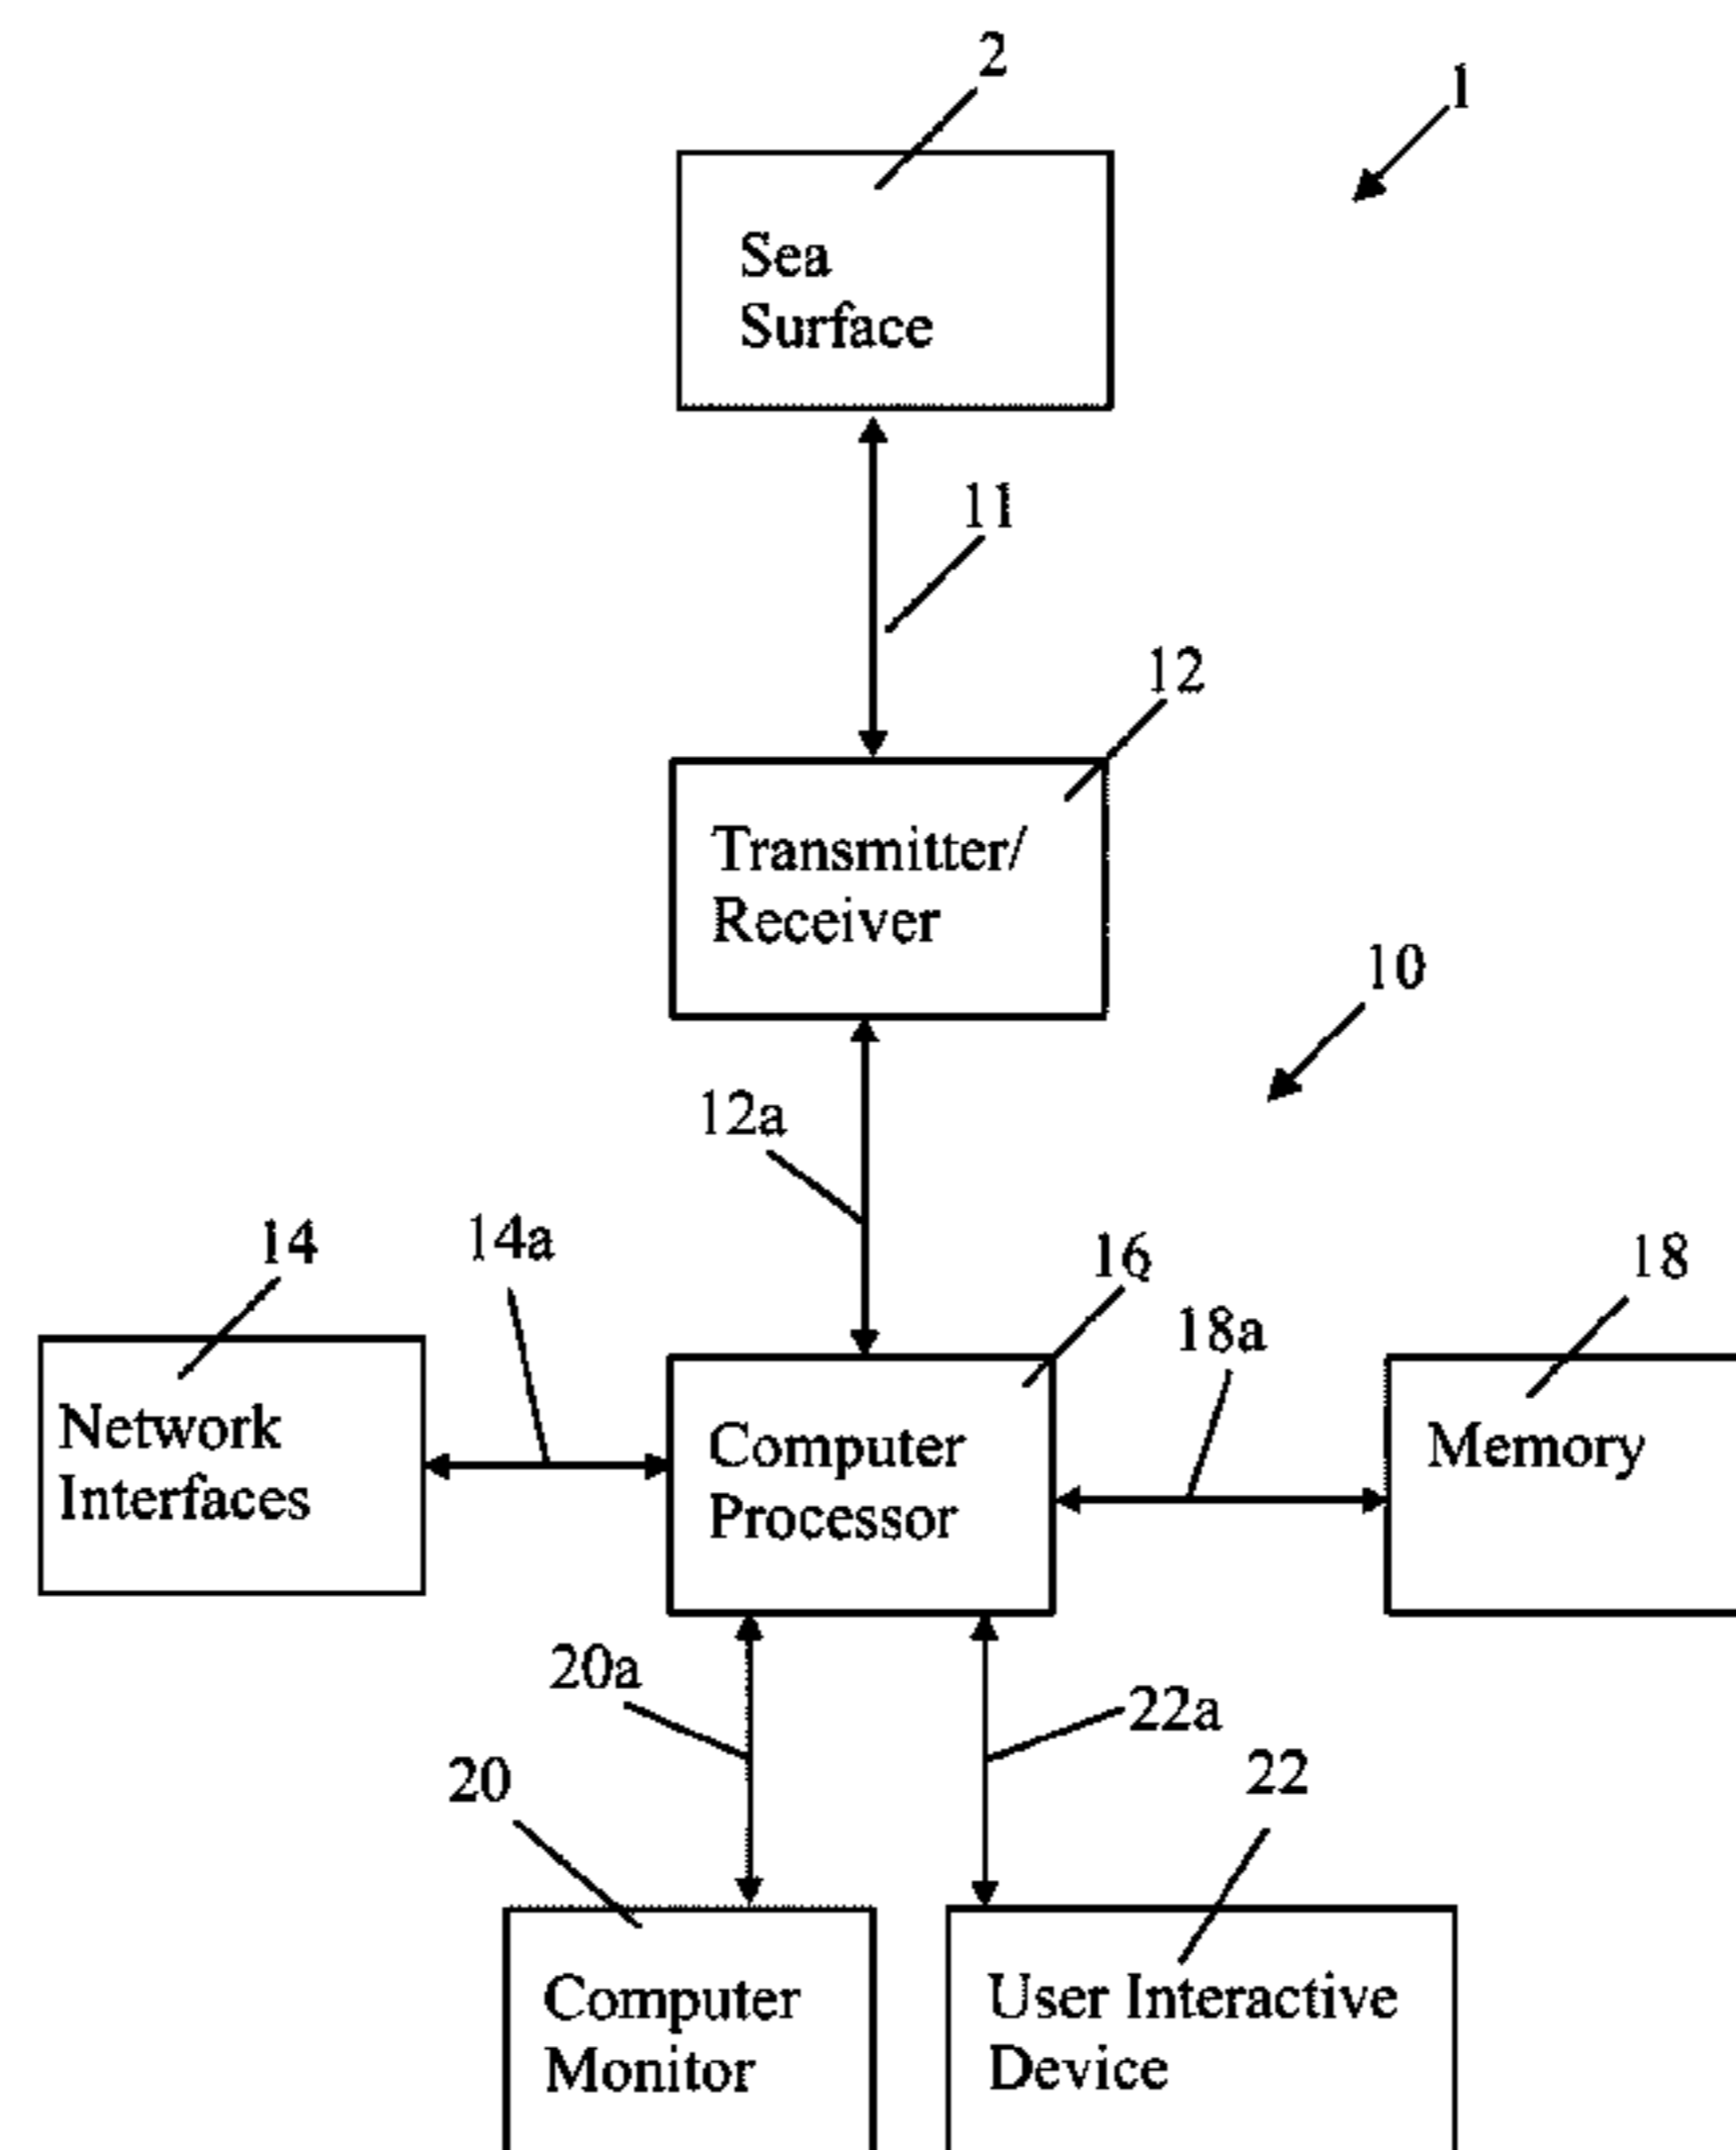 2
1
Sea
Surface
11
12
Transmitter/
Receiver
10
12a
14
14a
16
18
18a
Network
Interfaces
Computer
Processor
Memory
20a
22a
20
22
Computer
Monitor
User Interactive
Device